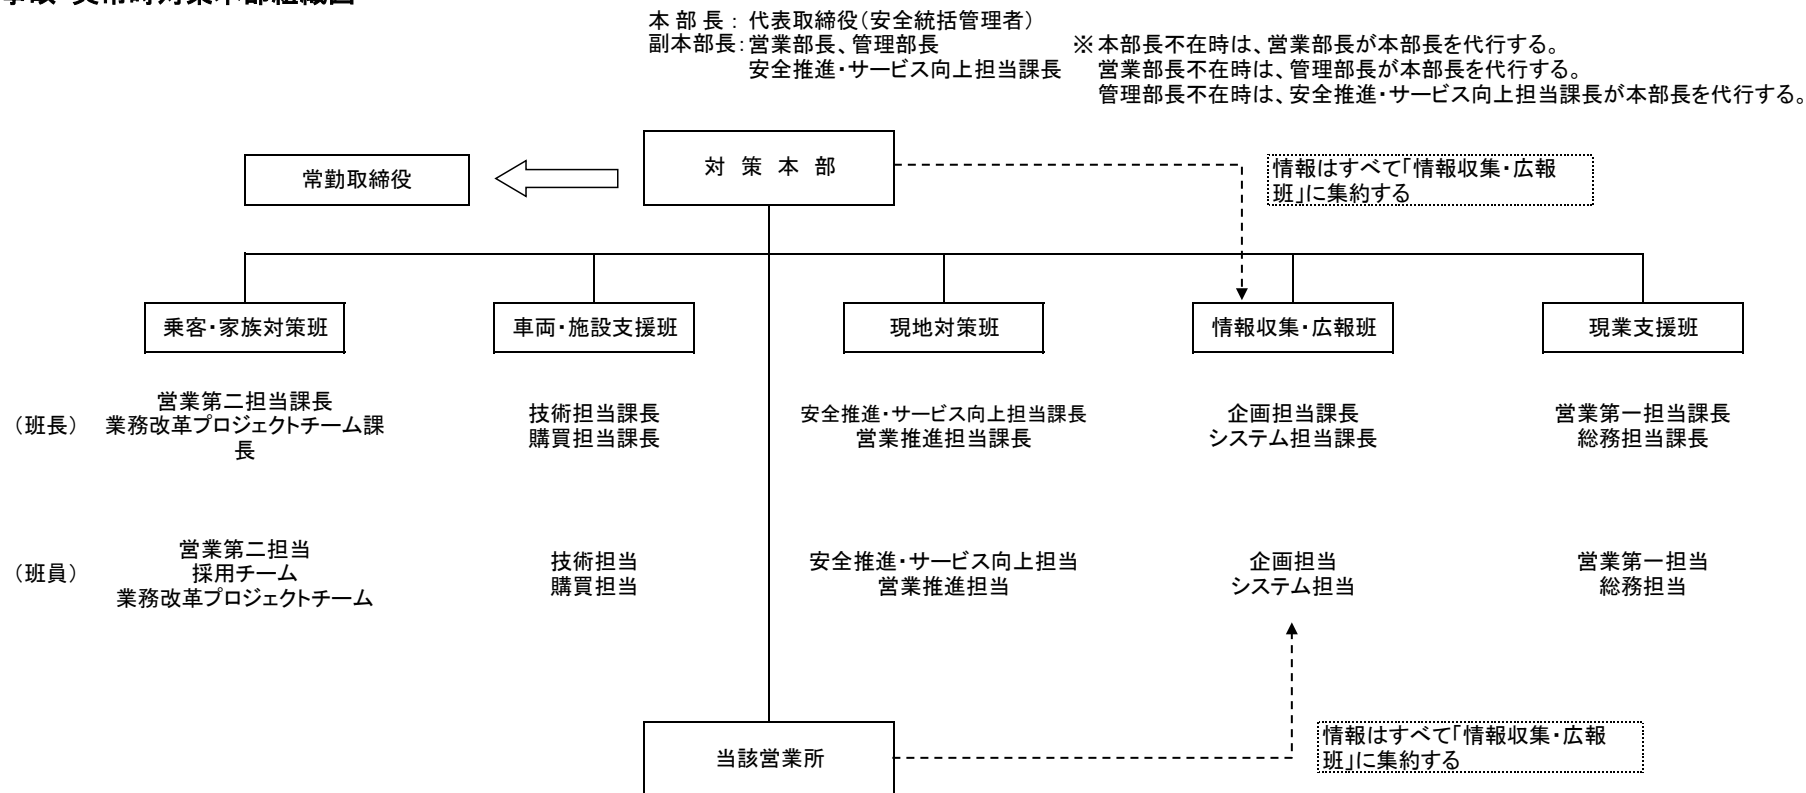 本 部 長 : 代表取締役(安全統括管理者)
副本部長:営業部長、管理部長 ※本部長不在時は、営業部長が本部長を代行する。
安全推進・サービス向上担当課長 営業部長不在時は、管理部長が本部長を代行する。
管理部長不在時は、安全推進・サービス向上担当課長が本部長を代行する。
対 策 本 部
常勤取締役
情報はすべて「情報収集・広報
班」に集約する
乗客・家族対策班
車両・施設支援班
現地対策班
情報収集・広報班
現業支援班
(班長)
営業第二担当課長
業務改革プロジェクトチーム課
長
技術担当課長
購買担当課長
安全推進・サービス向上担当課長
営業推進担当課長
企画担当課長
システム担当課長
営業第一担当課長
総務担当課長
(班員)
営業第二担当
採用チーム
業務改革プロジェクトチーム
技術担当
購買担当
安全推進・サービス向上担当
営業推進担当
企画担当
システム担当
営業第一担当
総務担当
当該営業所
情報はすべて「情報収集・広報
班」に集約する